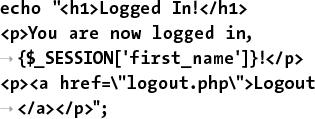 echo "<h1>Logged In!</h1>
<p>You are now logged in,
→ {$_SESSION['first_name']}!</p>
<p><a href=\"logout.php\">Logout
→ </a></p>";